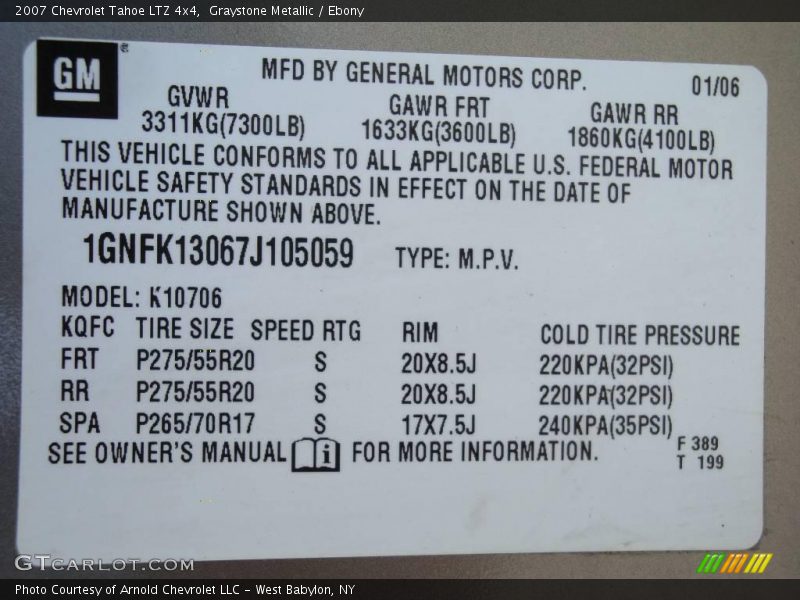 2007 Chevrolet Tahoe LTZ 4x4,  Graystone Metallic / Ebony
GM ®
MFD BY GENERAL MOTORS CORP. 01/06
GVWR GAWR FRT GAWR RR
3311KG(7300LB) 1633KG(3600LB) 1860KG(4100LB)
THIS VEHICLE CONFORMS TO ALL APPLICABLE U.S. FEDERAL MOTOR
VEHICLE SAFETY STANDARDS IN EFFECT ON THE DATE OF
MANUFACTURE SHOWN ABOVE.
1GNFK13067J105059 TYPE: M.P.V.
MODEL: K10706
KQFC TIRE SIZE SPEED RTG RIM COLD TIRE PRESSURE
FRT P275/55R20 S 20X8.5J 220KPA(32PSI)
RR P275/55R20 S 20X8.5J 220KPA(32PSI)
SPA P265/70R17 S 17X7.5J 240KPA(35PSI)
SEE OWNER'S MANUAL i FOR MORE INFORMATION.
F 389
T 199
GTCARLOT.COM
Photo Courtesy of Arnold Chevrolet LLC – West Babylon, NY